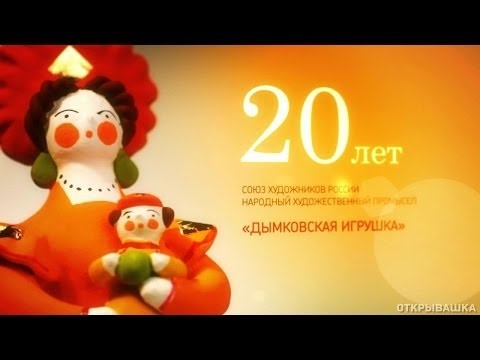 20 лет
СОЮЗ ХУДОЖНИКОВ РОССИИ
НАРОДНЫЙ ХУДОЖЕСТВЕННЫЙ ПРОМЫСЕЛ
«ДЫМКОВСКАЯ ИГРУШКА»
ОТКРЫВАШКА